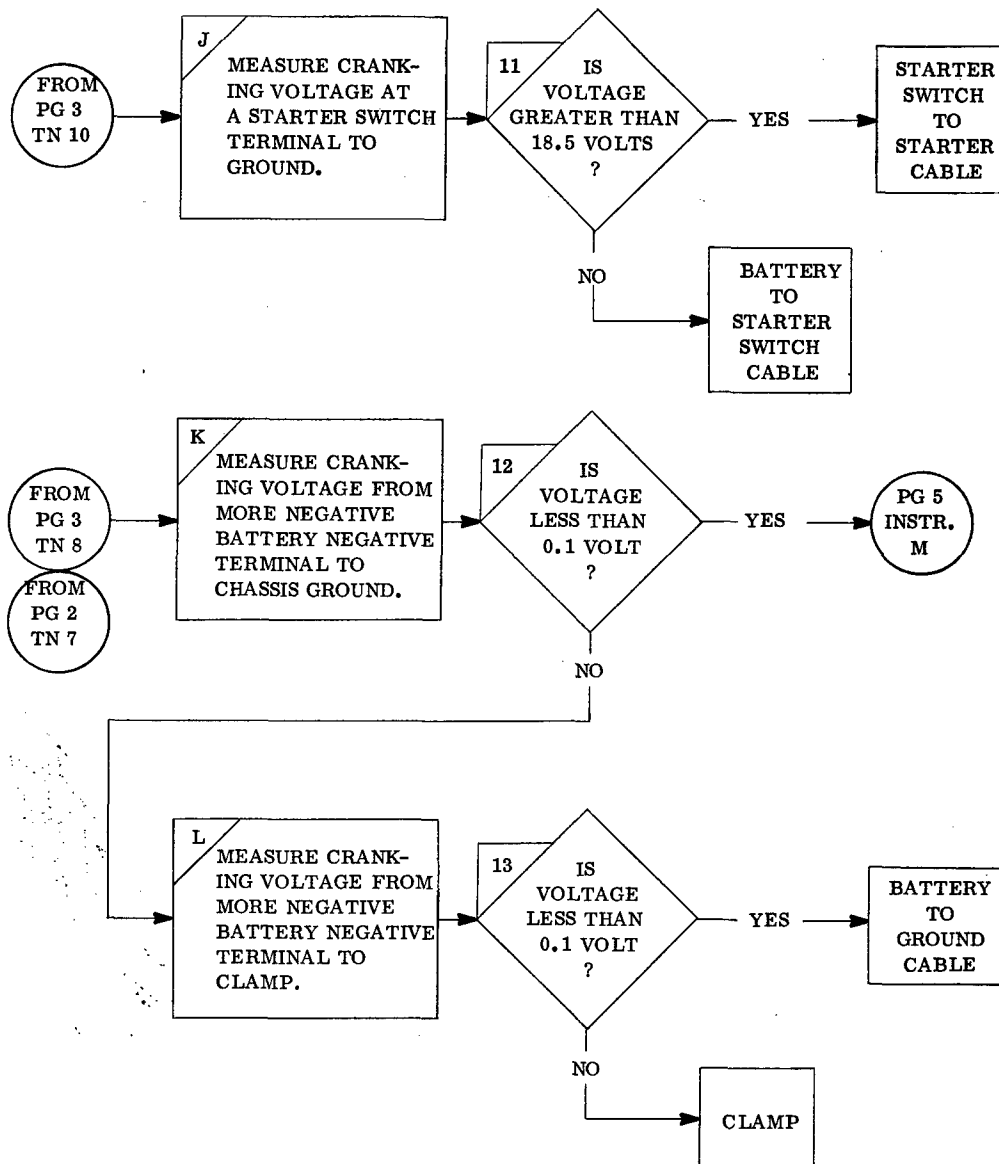 FROM
PG 3
TN 10
J
MEASURE CRANK-
ING VOLTAGE AT
A STARTER SWITCH
TERMINAL TO
GROUND.
11
IS
VOLTAGE
GREATER THAN
18.5 VOLTS
?
YES
STARTER
SWITCH
TO
STARTER
CABLE
NO
BATTERY
TO
STARTER
SWITCH
CABLE
FROM
PG 3
TN 8
FROM
PG 2
TN 7
K
MEASURE CRANK-
ING VOLTAGE FROM
MORE NEGATIVE
BATTERY NEGATIVE
TERMINAL TO
CHASSIS GROUND.
12
IS
VOLTAGE
LESS THAN
0.1 VOLT
?
YES
PG 5
INSTR.
M
NO
L
MEASURE CRANK-
ING VOLTAGE FROM
MORE NEGATIVE
BATTERY NEGATIVE
TERMINAL TO
CLAMP.
13
IS
VOLTAGE
LESS THAN
0.1 VOLT
?
YES
BATTERY
TO
GROUND
CABLE
NO
CLAMP